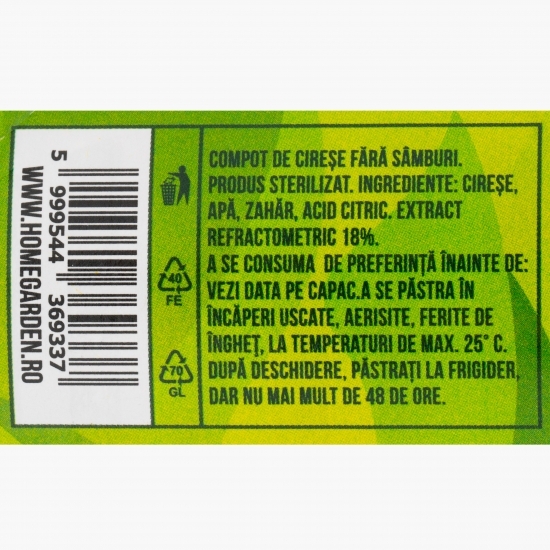 5 999544 369337
WWW.HOMEGARDEN.RO
40
FE
70
GL
COMPOT DE CIREȘE FĂRĂ SÂMBURI.
PRODUS STERILIZAT. INGREDIENTE: CIREȘE,
APĂ, ZAHĂR, ACID CITRIC. EXTRACT
REFRACTOMETRIC 18%.
A SE CONSUMA DE PREFERINȚĂ ÎNAINTE DE:
VEZI DATA PE CAPAC.A SE PĂSTRA ÎN
ÎNCĂPERI USCATE, AERISITE, FERITE DE
ÎNGHEȚ, LA TEMPERATURI DE MAX. 25° C.
DUPĂ DESCHIDERE, PĂSTRAȚI LA FRIGIDER,
DAR NU MAI MULT DE 48 DE ORE.